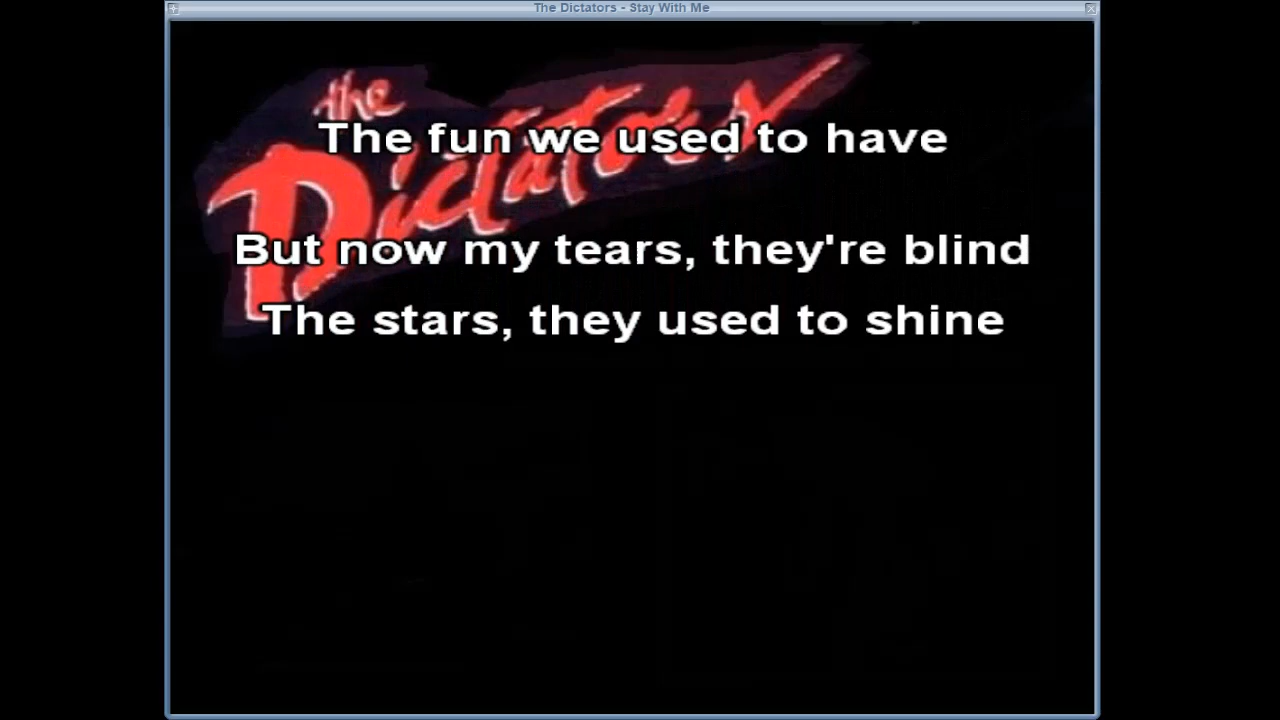 The Dictators - Stay With Me
the
Dictators
The fun we used to have
But now my tears, they're blind
The stars, they used to shine